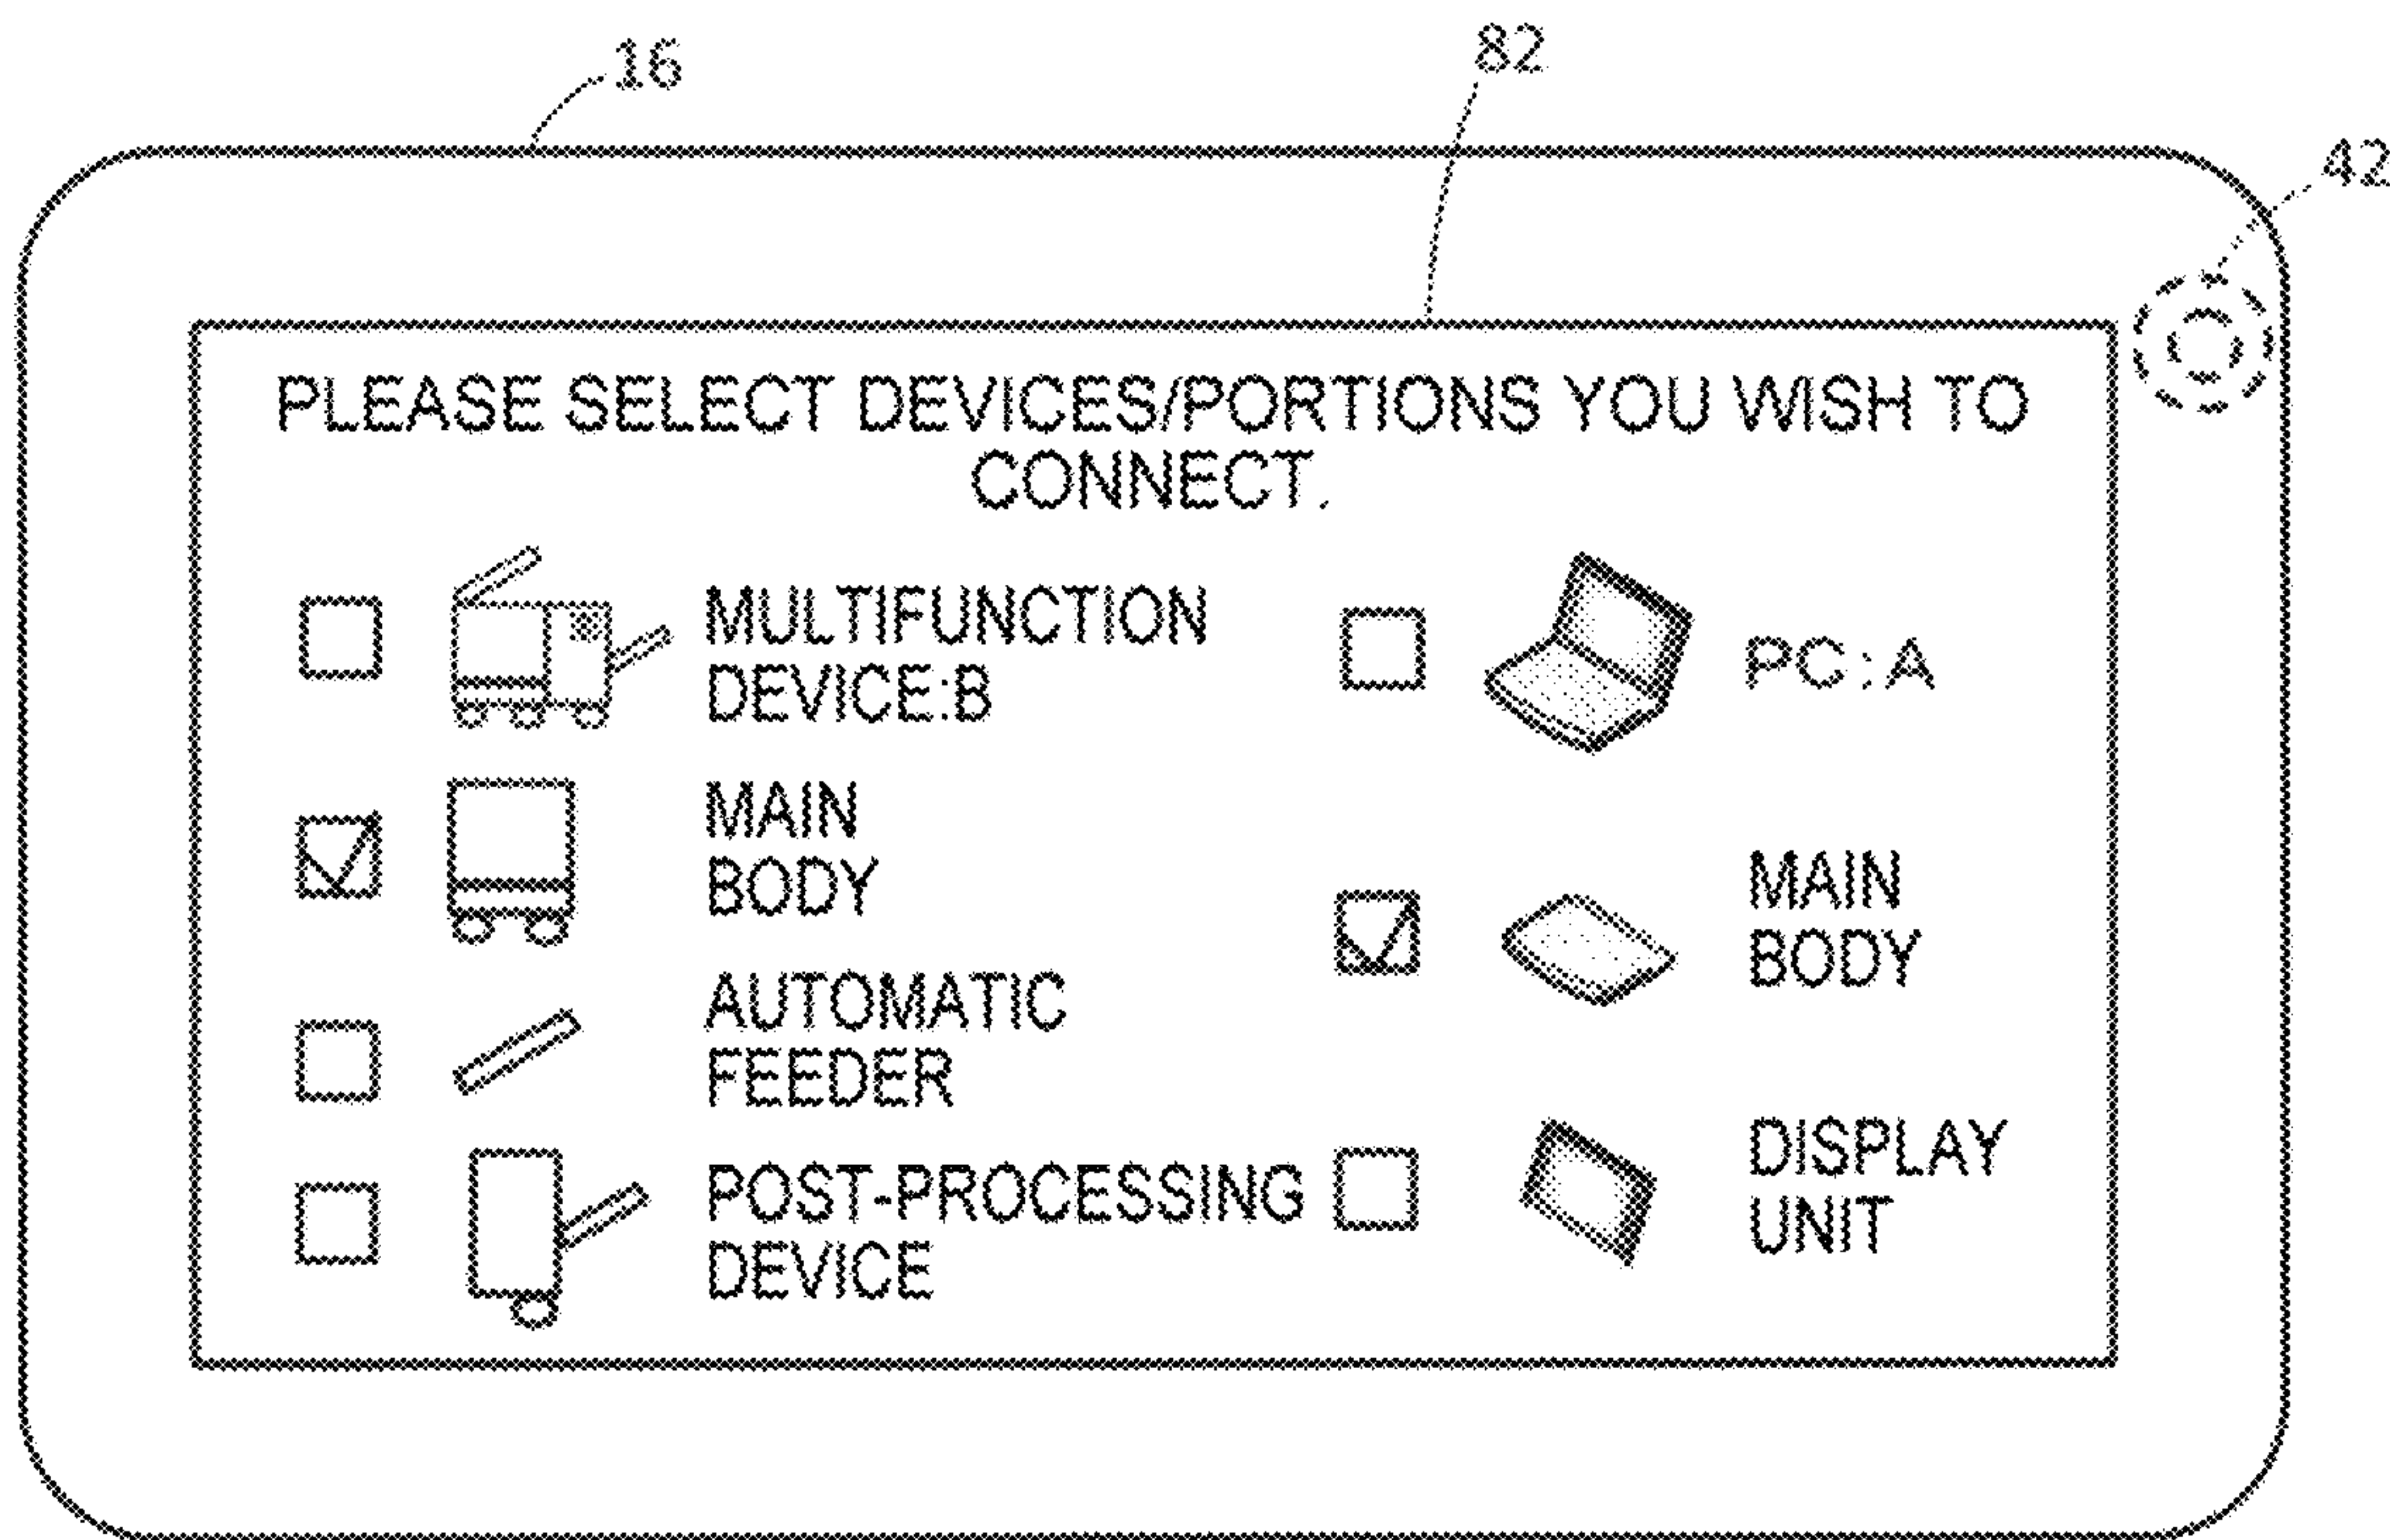 16
82
42
PLEASE SELECT DEVICES/PORTIONS YOU WISH TO
CONNECT.
MULTIFUNCTION
DEVICE:B
MAIN
BODY
AUTOMATIC
FEEDER
POST-PROCESSING
DEVICE
PC:A
MAIN
BODY
DISPLAY
UNIT